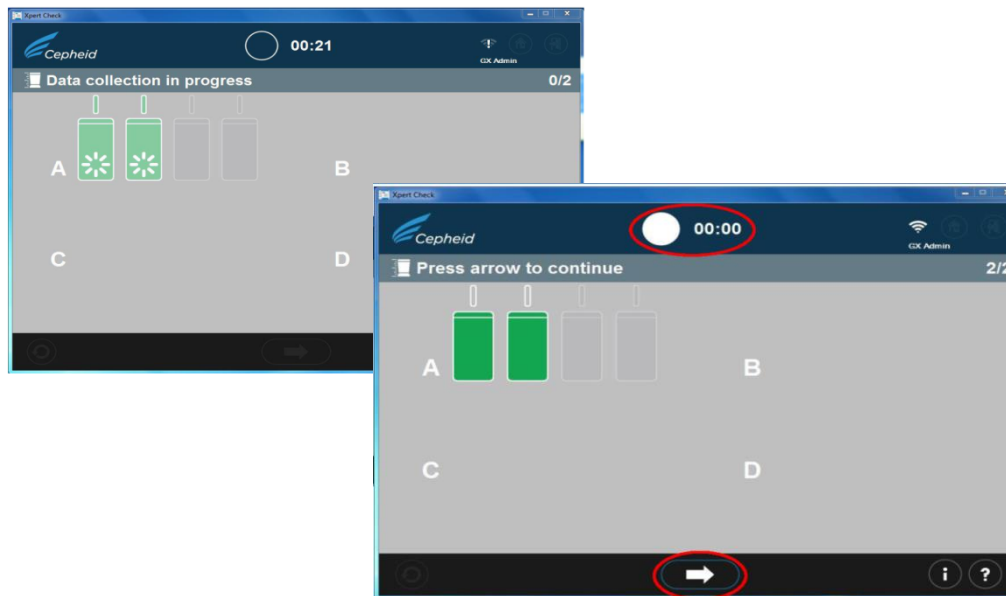 Xpert Check
Cepheid
00:21
GX Admin
Data collection in progress
0/2
A
B
C
D
Xpert Check
Cepheid
00:00
GX Admin
Press arrow to continue
2/2
A
B
C
D
i
?